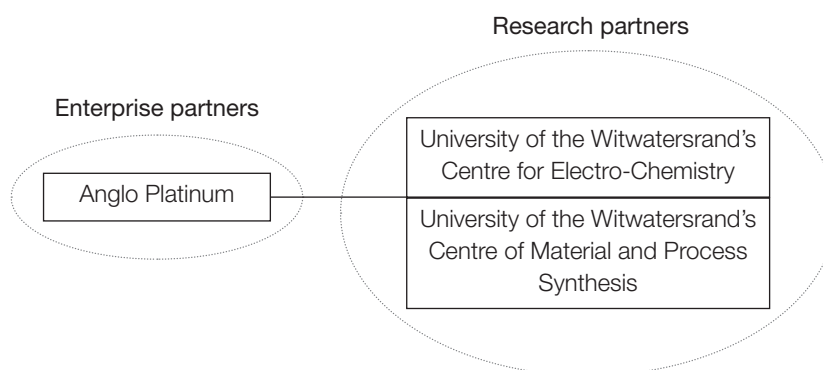 Research partners
Enterprise partners
University of the Witwatersrand’s
Centre for Electro-Chemistry
Anglo Platinum
University of the Witwatersrand’s
Centre of Material and Process
Synthesis